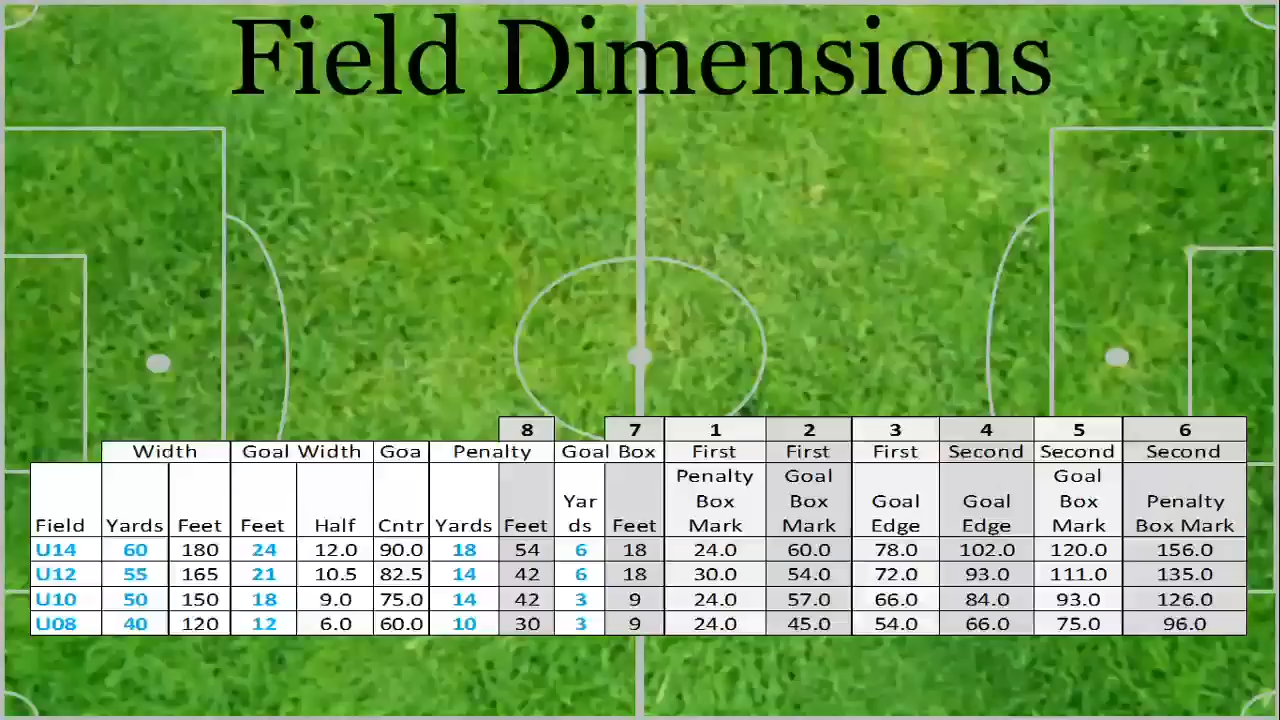 Field Dimensions
8 7 1 2 3 4 5 6
Width Goal Width Goa Penalty Goal Box First First First Second Second Second
Penalty Goal Goal
Yar Box Box Goal Goal Box Penalty
Field Yards Feet Feet Half Cntr Yards Feet ds Feet Mark Mark Edge Edge Mark Box Mark
U14 60 180 24 12.0 90.0 18 54 6 18 24.0 60.0 78.0 102.0 120.0 156.0
U12 55 165 21 10.5 82.5 14 42 6 18 30.0 54.0 72.0 93.0 111.0 135.0
U10 50 150 18 9.0 75.0 14 42 3 9 24.0 57.0 66.0 84.0 93.0 126.0
U08 40 120 12 6.0 60.0 10 30 3 9 24.0 45.0 54.0 66.0 75.0 96.0